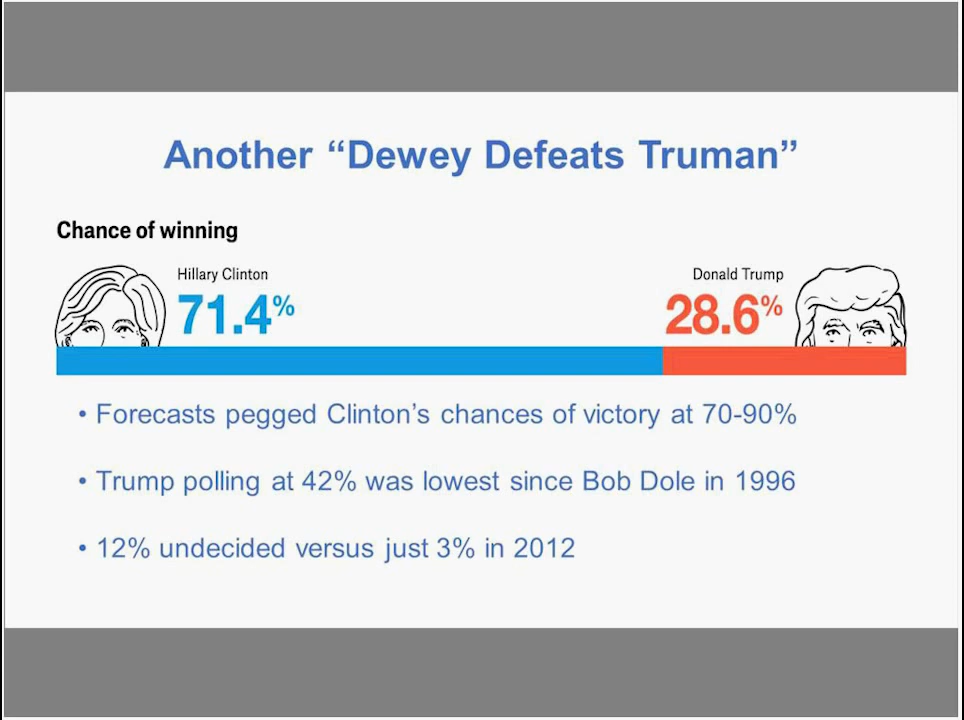 Another “Dewey Defeats Truman”
Chance of winning
Hillary Clinton
71.4%
Donald Trump
28.6%
• Forecasts pegged Clinton’s chances of victory at 70-90%
• Trump polling at 42% was lowest since Bob Dole in 1996
• 12% undecided versus just 3% in 2012